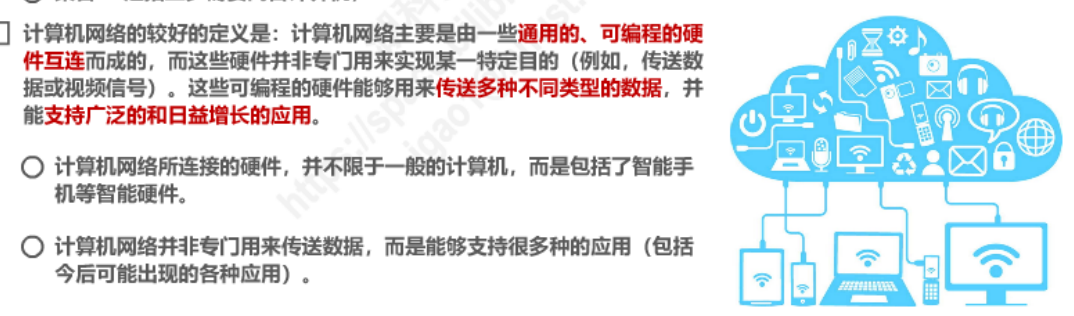 计算机网络的较好的定义是：计算机网络主要是由一些通用的、可编程的硬
件互连而成的，而这些硬件并非专门用来实现某一特定目的（例如，传送数
据或视频信号）。这些可编程的硬件能够用来传送多种不同类型的数据，并
能支持广泛的和日益增长的应用。
计算机网络所连接的硬件，并不限于一般的计算机，而是包括了智能手
机等智能硬件。
计算机网络并非专门用来传送数据，而是能够支持很多种的应用（包括
今后可能出现的各种应用）。